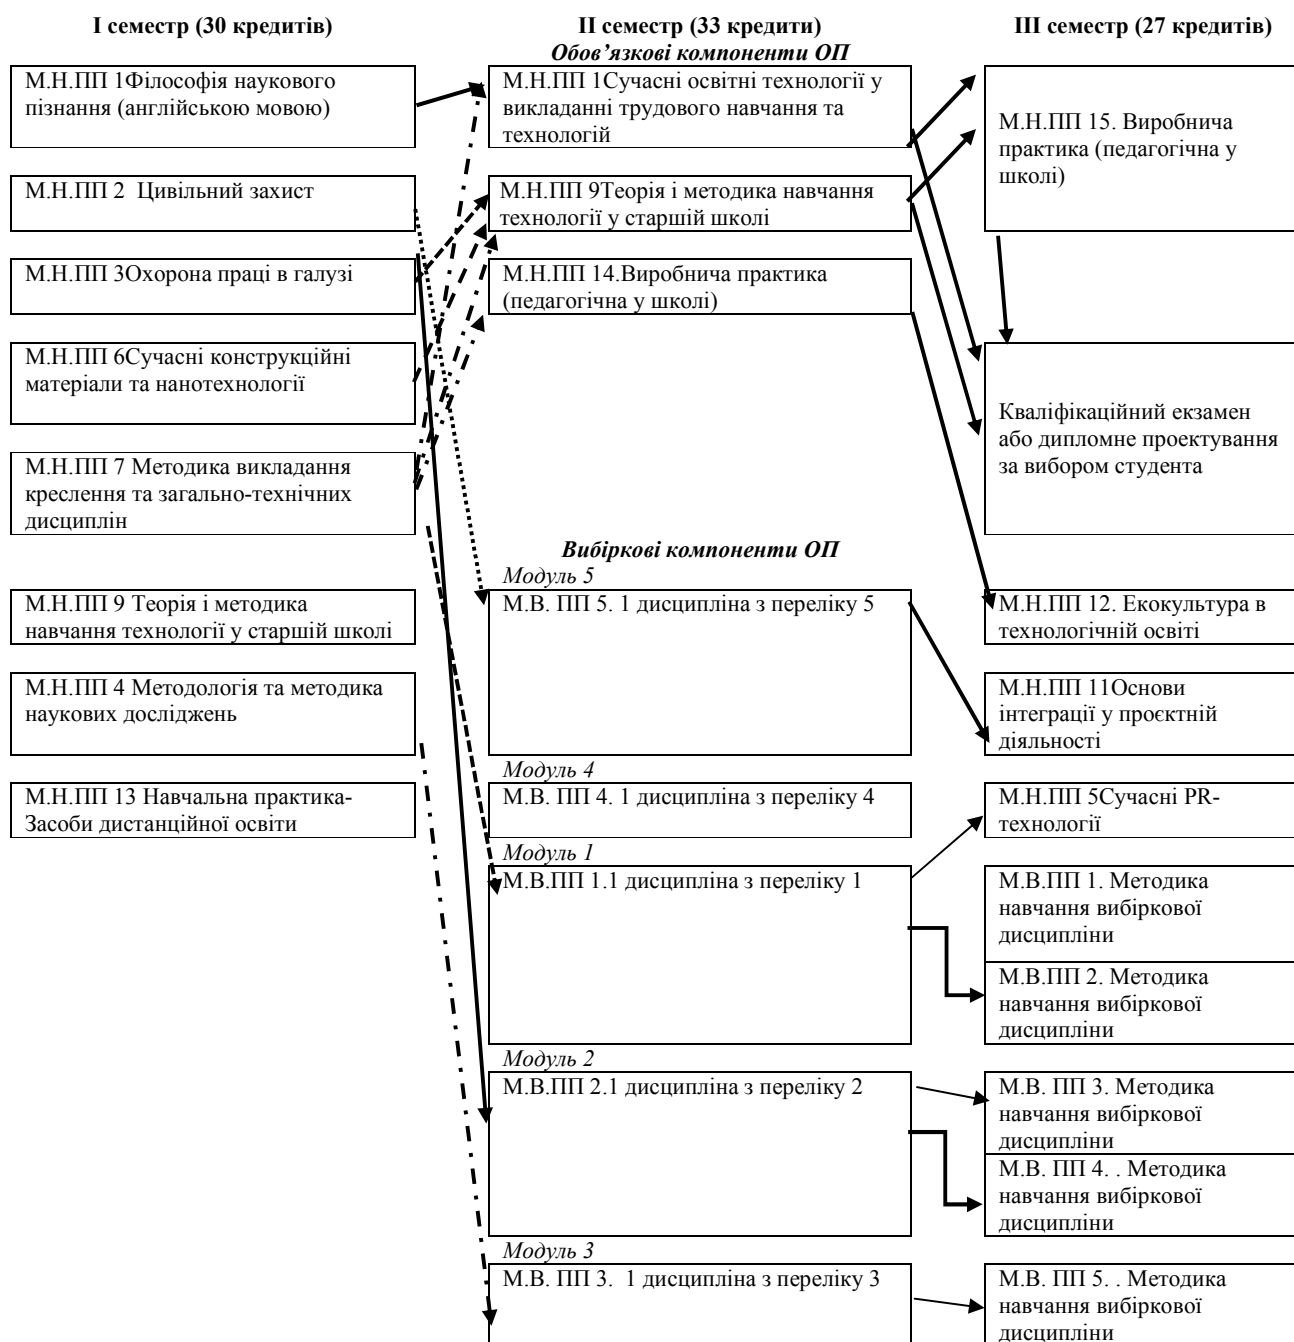 І семестр (30 кредитів)
М.Н.ПП 1Філософія наукового
пізнання (англійською мовою)
М.Н.ПП 2 Цивільний захист
М.Н.ПП 3Охорона праці в галузі
М.Н.ПП 6Сучасні конструкційні
матеріали та нанотехнології
М.Н.ПП 7 Методика викладання
креслення та загально-технічних
дисциплін
М.Н.ПП 9 Теорія і методика
навчання технології у старшій школі
М.Н.ПП 4 Методологія та методика
наукових досліджень
М.Н.ПП 13 Навчальна практика-
Засоби дистанційної освіти
ІІ семестр (33 кредити)
Обов’язкові компоненти ОП
М.Н.ПП 1Сучасні освітні технології у
викладанні трудового навчання та
технологій
М.Н.ПП 9Теорія і методика навчання
технології у старшій школі
М.Н.ПП 14.Виробнича практика
(педагогічна у школі)
Вибіркові компоненти ОП
Модуль 5
М.В. ПП 5. 1 дисципліна з переліку 5
Модуль 4
М.В. ПП 4. 1 дисципліна з переліку 4
Модуль 1
М.В.ПП 1.1 дисципліна з переліку 1
Модуль 2
М.В.ПП 2.1 дисципліна з переліку 2
Модуль 3
М.В. ПП 3. 1 дисципліна з переліку 3
ІІІ семестр (27 кредитів)
М.Н.ПП 15. Виробнича
практика (педагогічна у
школі)
Кваліфікаційний екзамен
або дипломне проектування
за вибором студента
М.Н.ПП 12. Екокультура в
технологічній освіті
М.Н.ПП 11Основи
інтеграції у проєктній
діяльності
М.Н.ПП 5Сучасні PR-
технології
М.В.ПП 1. Методика
навчання вибіркової
дисципліни
М.В.ПП 2. Методика
навчання вибіркової
дисципліни
М.В. ПП 3. Методика
навчання вибіркової
дисципліни
М.В. ПП 4. . Методика
навчання вибіркової
дисципліни
М.В. ПП 5. . Методика
навчання вибіркової
дисципліни